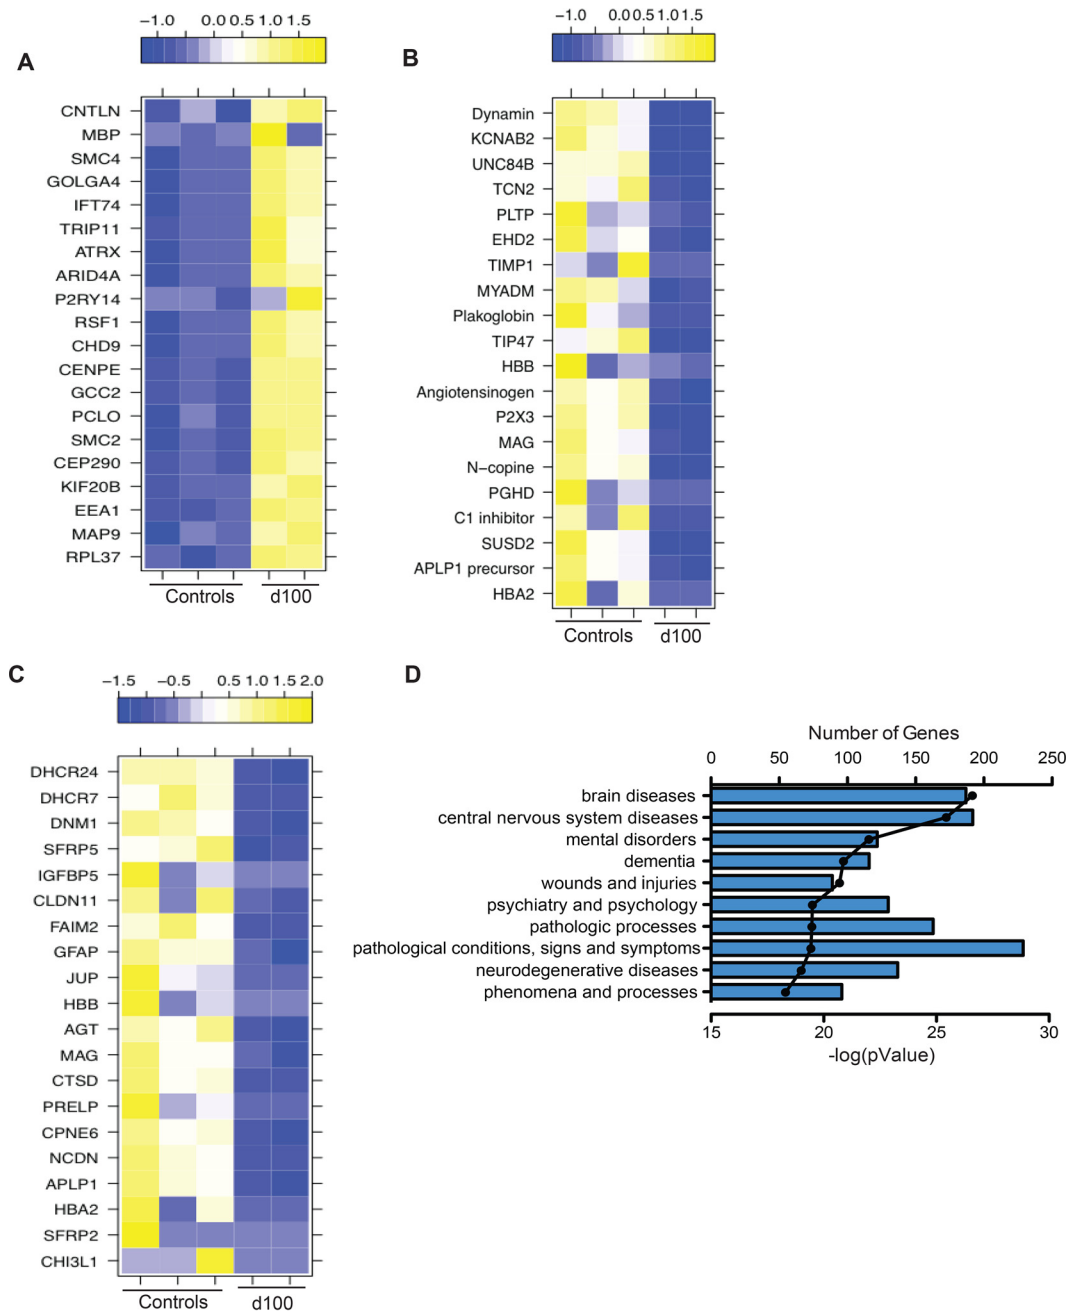 A
−1.0 0.0 0.5 1.0 1.5
CNTLN
MBP
SMC4
GOLGA4
IFT74
TRIP11
ATRX
ARID4A
P2RY14
RSF1
CHD9
CENPE
GCC2
PCLO
SMC2
CEP290
KIF20B
EEA1
MAP9
RPL37
Controls d100
B
−1.0 0.0 0.5 1.0 1.5
Dynamin
KCNAB2
UNC84B
TCN2
PLTP
EHD2
TIMP1
MYADM
Plakoglobin
TIP47
HBB
Angiotensinogen
P2X3
MAG
N−copine
PGHD
C1 inhibitor
SUSD2
APLP1 precursor
HBA2
Controls d100
C
−1.5 −0.5 0.5 1.0 1.5 2.0
DHCR24
DHCR7
DNM1
SFRP5
IGFBP5
CLDN11
FAIM2
GFAP
JUP
HBB
AGT
MAG
CTSD
PRELP
CPNE6
NCDN
APLP1
HBA2
SFRP2
CHI3L1
Controls d100
D
Number of Genes
0 50 100 150 200 250
brain diseases
central nervous system diseases
mental disorders
dementia
wounds and injuries
psychiatry and psychology
pathologic processes
pathological conditions, signs and symptoms
neurodegenerative diseases
phenomena and processes
15 20 25 30
-log(pValue)